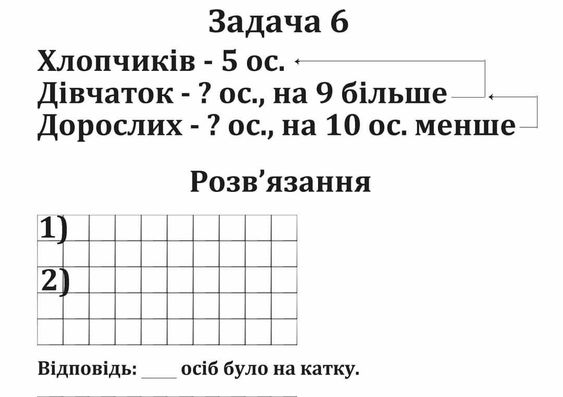 Задача 6
Хлопчиків - 5 ос.
Дівчаток - ? ос., на 9 більше
Дорослих - ? ос., на 10 ос. менше
Розв’язання
1)
2)
Відповідь: ____ осіб було на катку.